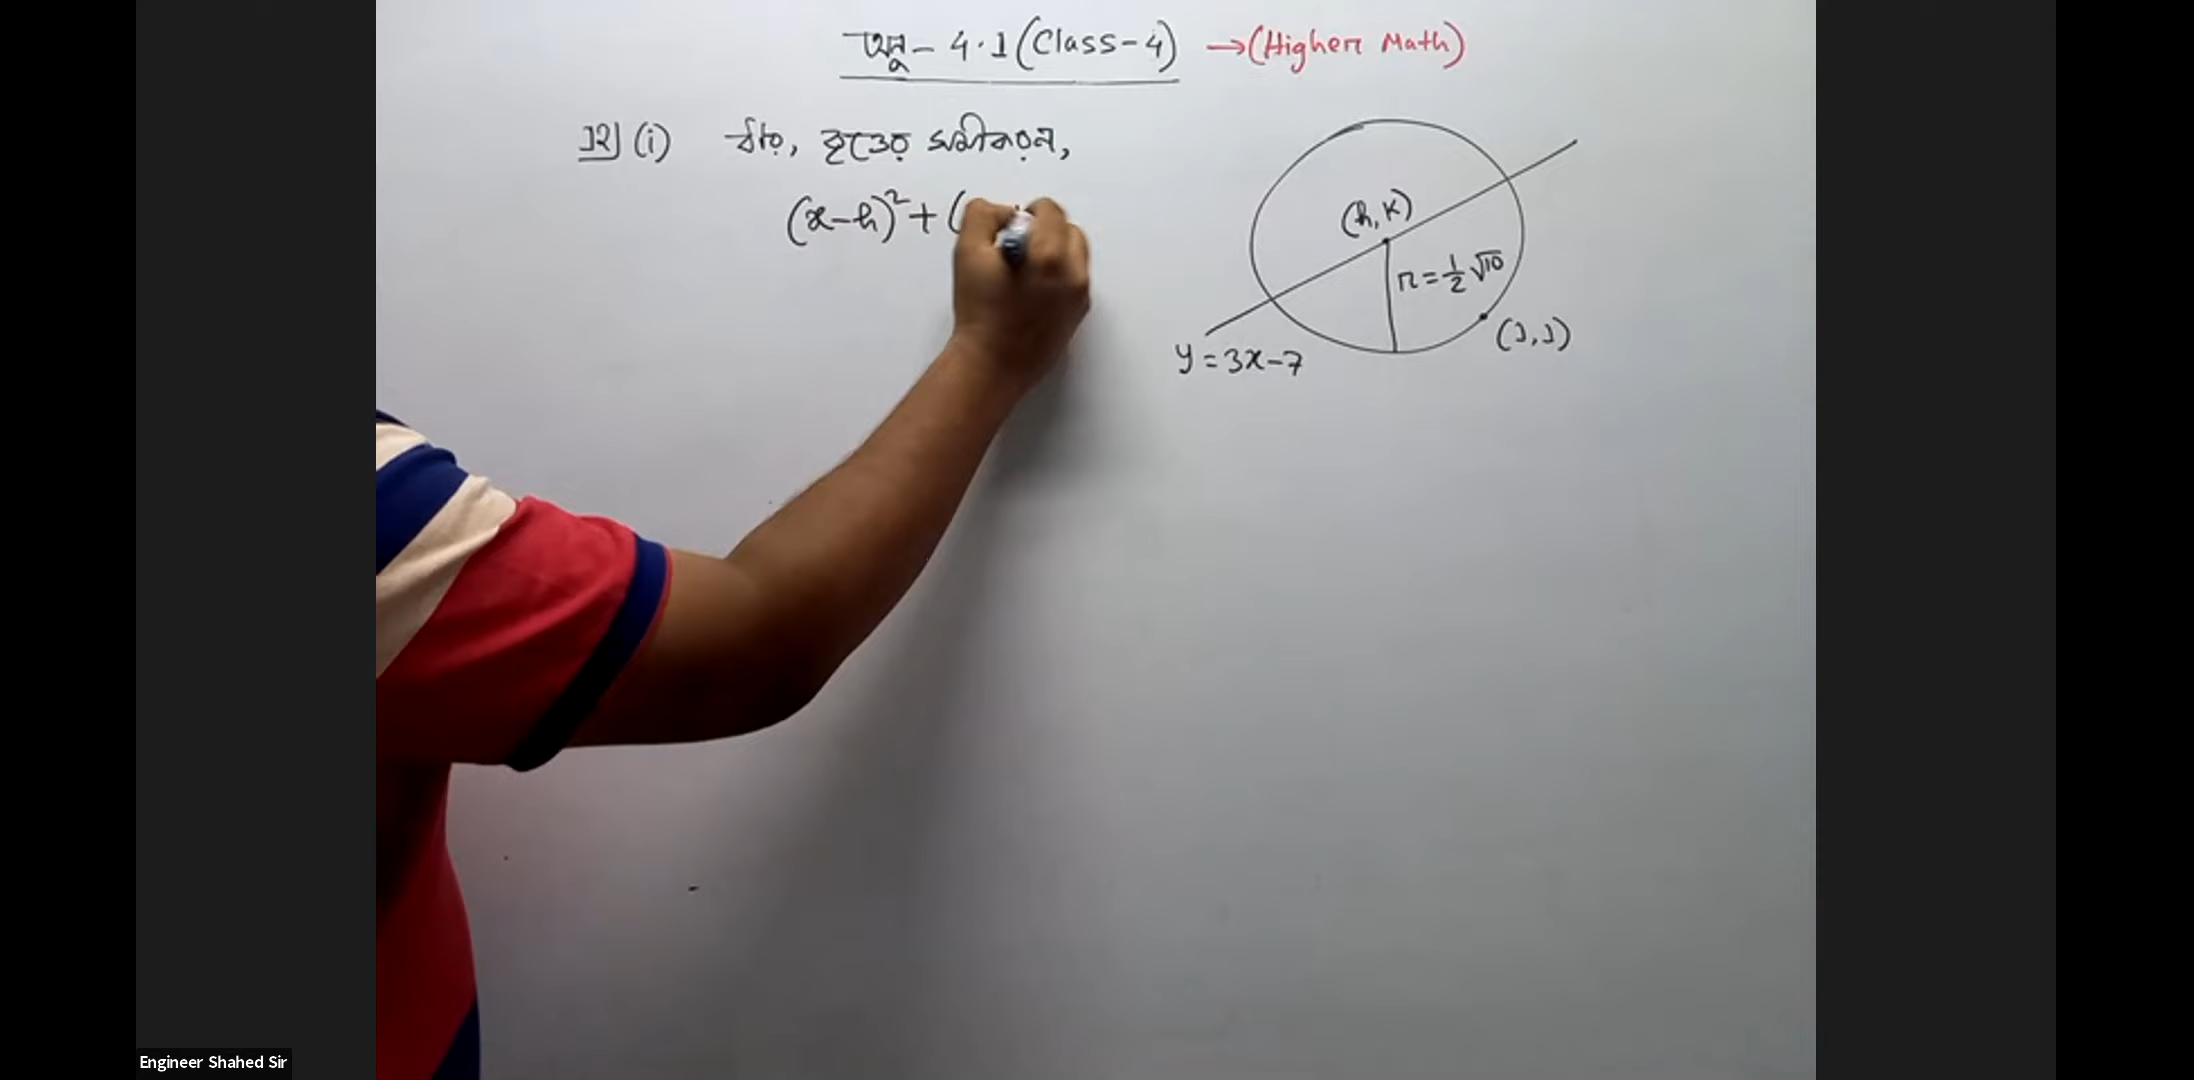 অনু - 4.1 (Class-4) → (Higher Math)
১২) (i) ধরি, বৃত্তের সমীকরন,
(x-h)² + (
(h, k)
r = 1/2 √10
(1, 1)
y = 3x - 7
Engineer Shahed Sir